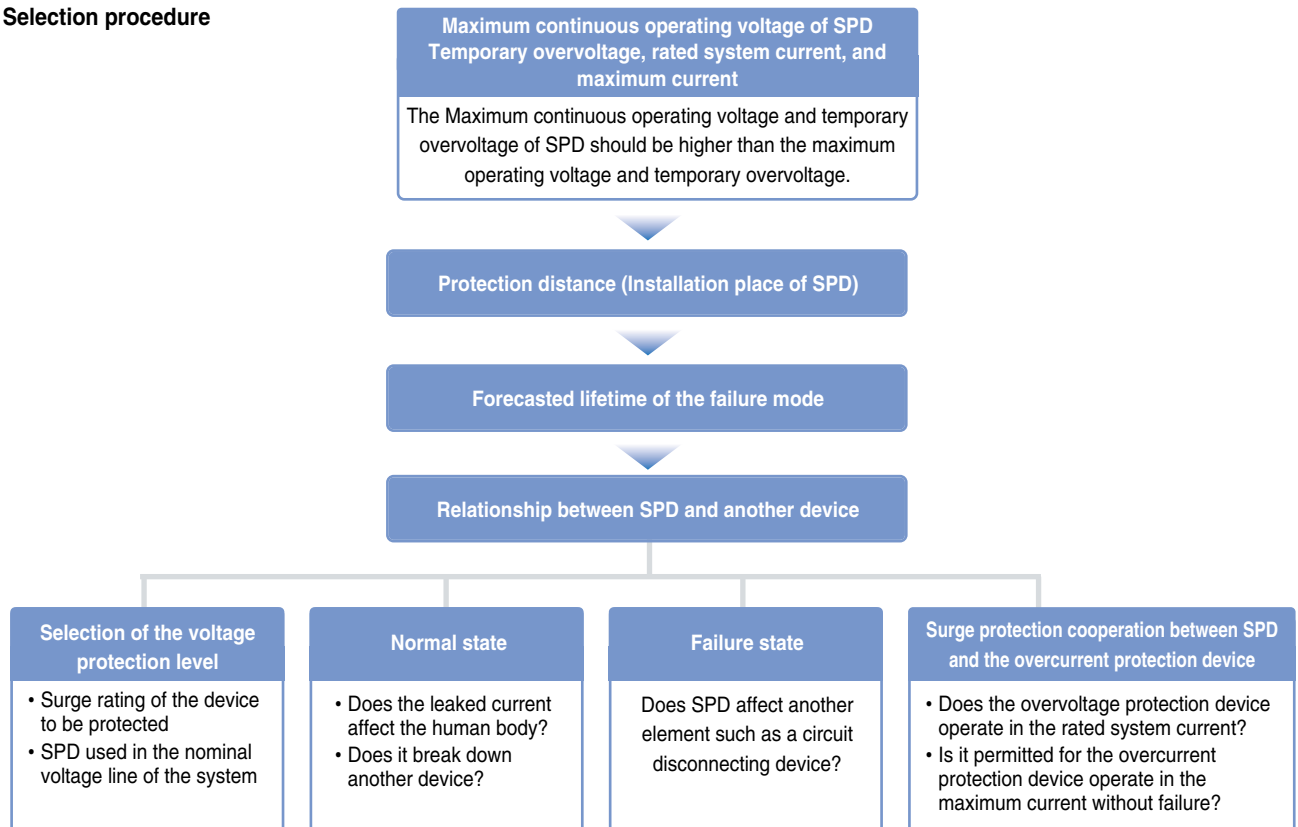 Selection procedure
Maximum continuous operating voltage of SPD
Temporary overvoltage, rated system current, and
maximum current
The Maximum continuous operating voltage and temporary
overvoltage of SPD should be higher than the maximum
operating voltage and temporary overvoltage.
Protection distance (Installation place of SPD)
Forecasted lifetime of the failure mode
Relationship between SPD and another device
Selection of the voltage
protection level
• Surge rating of the device
to be protected
• SPD used in the nominal
voltage line of the system
Normal state
• Does the leaked current
affect the human body?
• Does it break down
another device?
Failure state
Does SPD affect another
element such as a circuit
disconnecting device?
Surge protection cooperation between SPD
and the overcurrent protection device
• Does the overvoltage protection device
operate in the rated system current?
• Is it permitted for the overcurrent
protection device operate in the
maximum current without failure?